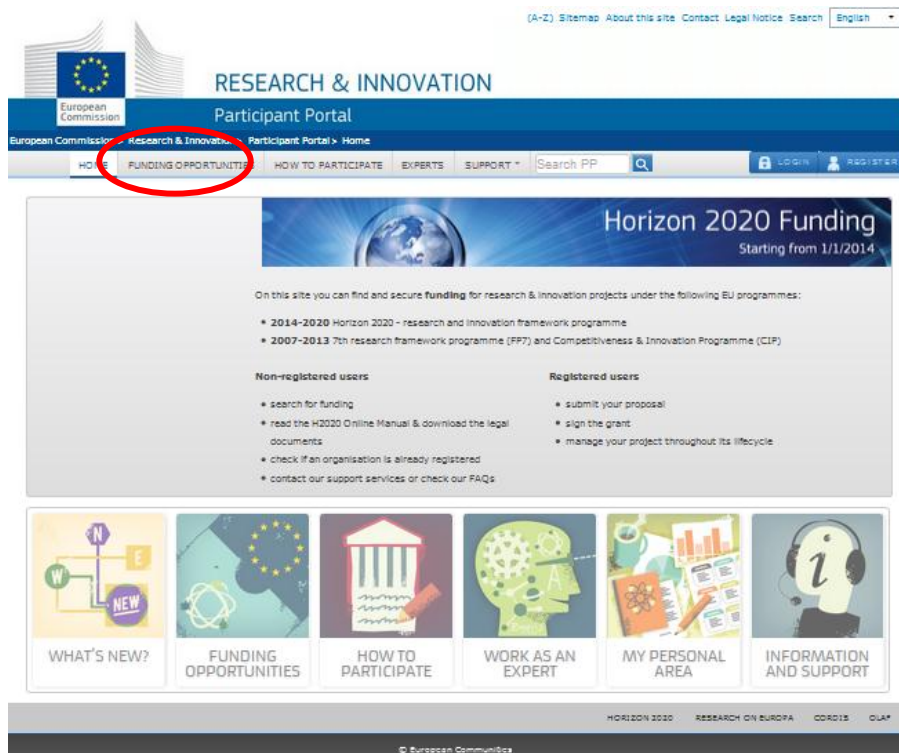 (A-Z) Sitemap About this site Contact Legal Notice Search English
European
Commission
RESEARCH & INNOVATION
Participant Portal
European Commission > Research & Innovation > Participant Portal > Home
HOME FUNDING OPPORTUNITIES HOW TO PARTICIPATE EXPERTS SUPPORT Search PP LOGIN REGISTER
Horizon 2020 Funding
Starting from 1/1/2014
On this site you can find and secure funding for research & innovation projects under the following EU programmes:
• 2014-2020 Horizon 2020 - research and innovation framework programme
• 2007-2013 7th research framework programme (FP7) and Competitiveness & Innovation Programme (CIP)
Non-registered users
• search for funding
• read the H2020 Online Manual & download the legal
documents
• check if an organisation is already registered
• contact our support services or check our FAQs
Registered users
• submit your proposal
• sign the grant
• manage your project throughout its lifecycle
N
E
W
NEW
A
i
WHAT'S NEW?
FUNDING
OPPORTUNITIES
HOW TO
PARTICIPATE
WORK AS AN
EXPERT
MY PERSONAL
AREA
INFORMATION
AND SUPPORT
HORIZON 2020 RESEARCH ON EUROPA CORDIS OLAF
© European Communities